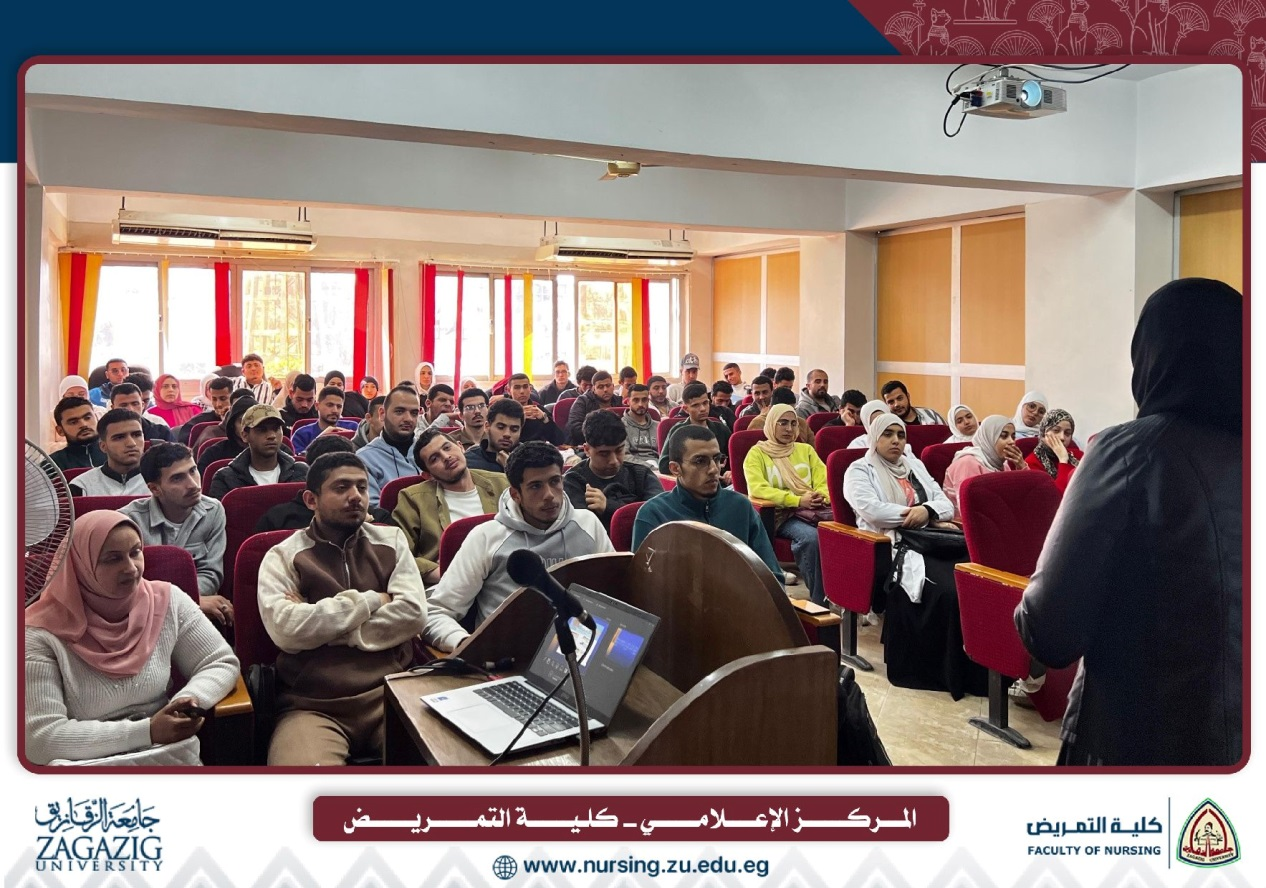 المركز الإعلامي - كلية التمريض
جامعة الزقازيق
ZAGAZIG
UNIVERSITY
www.nursing.zu.edu.eg
كلية التمريض
FACULTY OF NURSING